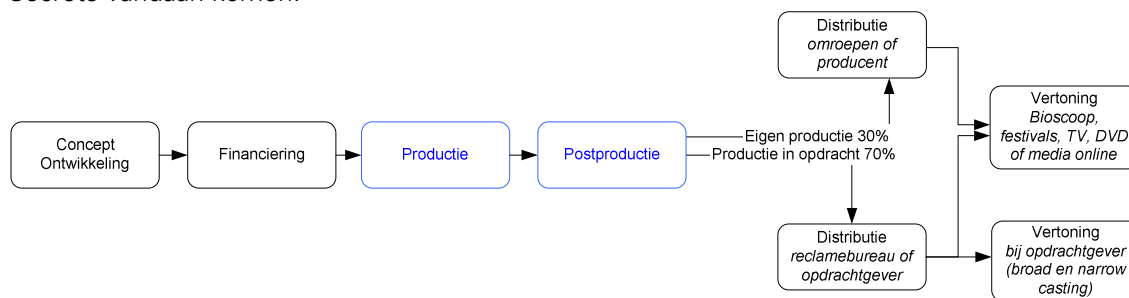 Distributie
omroepen of
producent
Vertoning
Bioscoop,
festivals, TV, DVD
of media online
Concept
Ontwikkeling
Financiering
Productie
Postproductie
Eigen productie 30%
Productie in opdracht 70%
Distributie
reclamebureau of
opdrachtgever
Vertoning
bij opdrachtgever
(broad en narrow
casting)